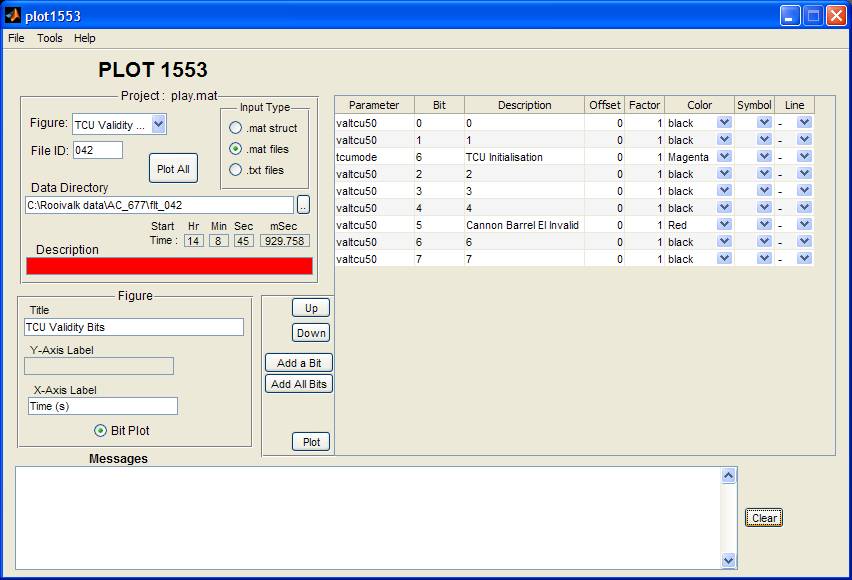 plot1553
File Tools Help
PLOT 1553
Project : play.mat
Figure: TCU Validity ...
File ID: 042
Plot All
Input Type
.mat struct
.mat files
.txt files
Data Directory
C:\Rooivalk data\AC_677\flt_042 ..
Start Hr Min Sec mSec
Time : 14 8 45 929.758
Description
Parameter Bit Description Offset Factor Color Symbol Line
valtcu50 0 0 0 1 black -
valtcu50 1 1 0 1 black -
tcumode 6 TCU Initialisation 0 1 Magenta -
valtcu50 2 2 0 1 black -
valtcu50 3 3 0 1 black -
valtcu50 4 4 0 1 black -
valtcu50 5 Cannon Barrel El Invalid 0 1 Red -
valtcu50 6 6 0 1 black -
valtcu50 7 7 0 1 black -
Figure
Title
TCU Validity Bits
Y-Axis Label
X-Axis Label
Time (s)
Bit Plot
Up
Down
Add a Bit
Add All Bits
Plot
Messages
Clear